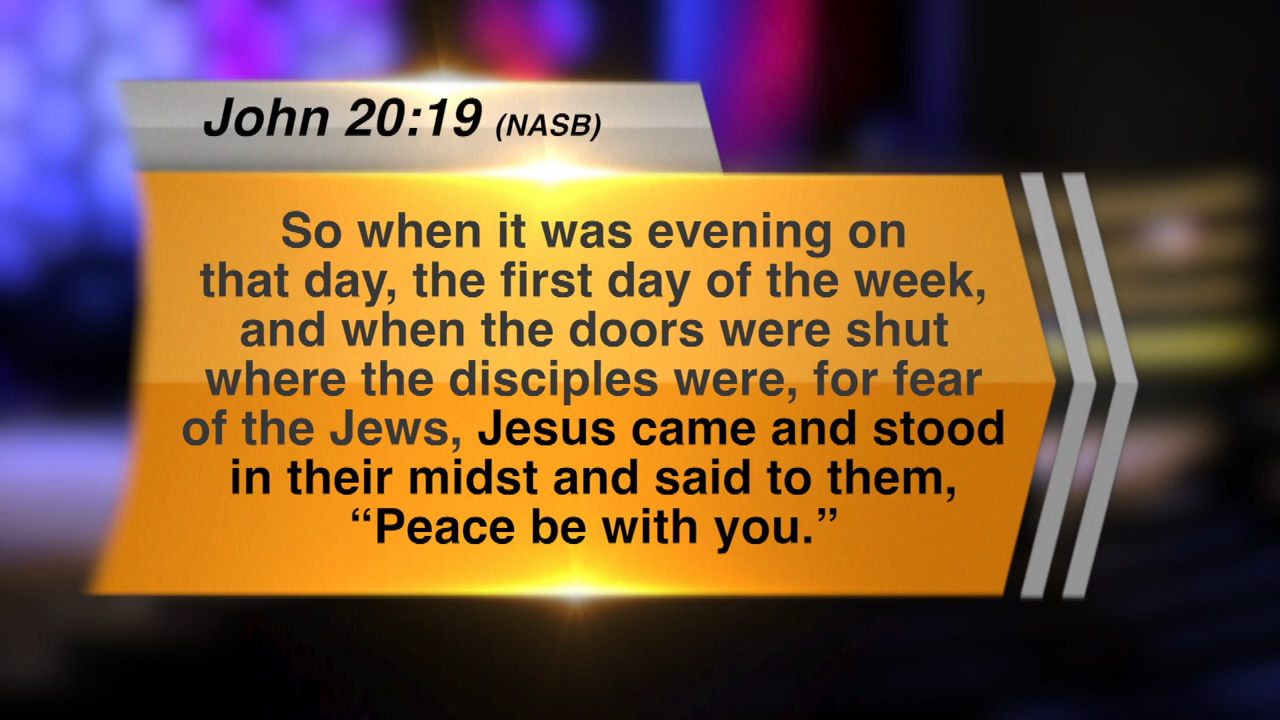 John 20:19 (NASB)
So when it was evening on
that day, the first day of the week,
and when the doors were shut
where the disciples were, for fear
of the Jews, Jesus came and stood
in their midst and said to them,
“Peace be with you.”